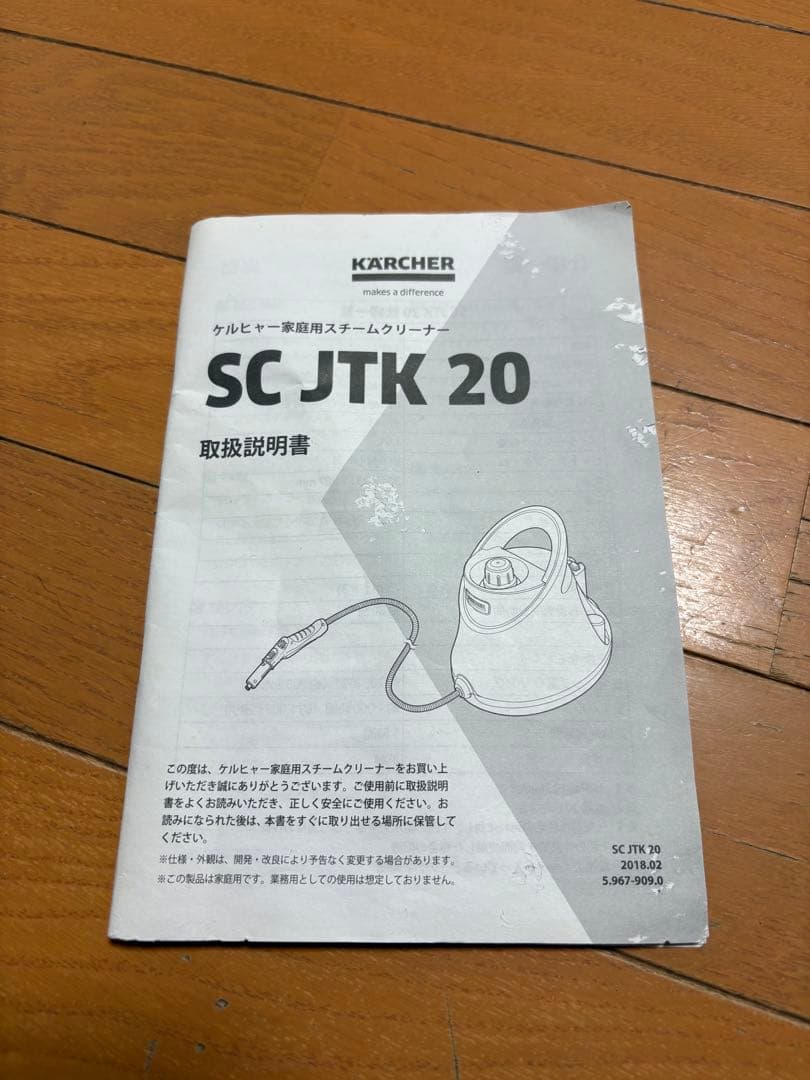 KÄRCHER
makes a difference
ケルヒャー家庭用スチームクリーナー
SC JTK 20
取扱説明書
この度は、ケルヒャー家庭用スチームクリーナーをお買い上
げいただき誠にありがとうございます。ご使用前に取扱説明
書をよくお読みいただき、正しく安全にご使用ください。お
読みになられた後は、本書をすぐに取り出せる場所に保管して
ください。
※仕様・外観は、開発・改良により予告なく変更する場合があります。
※この製品は家庭用です。業務用としての使用は想定しておりません。
SC JTK 20
2018.02
5.967-909.0